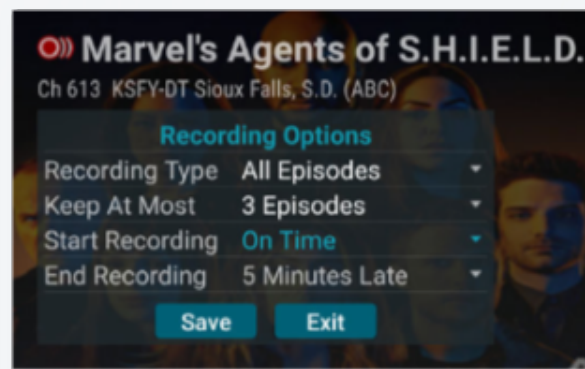 Marvel's Agents of S.H.I.E.L.D.
Ch 613 KSFY-DT Sioux Falls, S.D. (ABC)
Recording Options
Recording Type All Episodes
Keep At Most 3 Episodes
Start Recording On Time
End Recording 5 Minutes Late
Save Exit